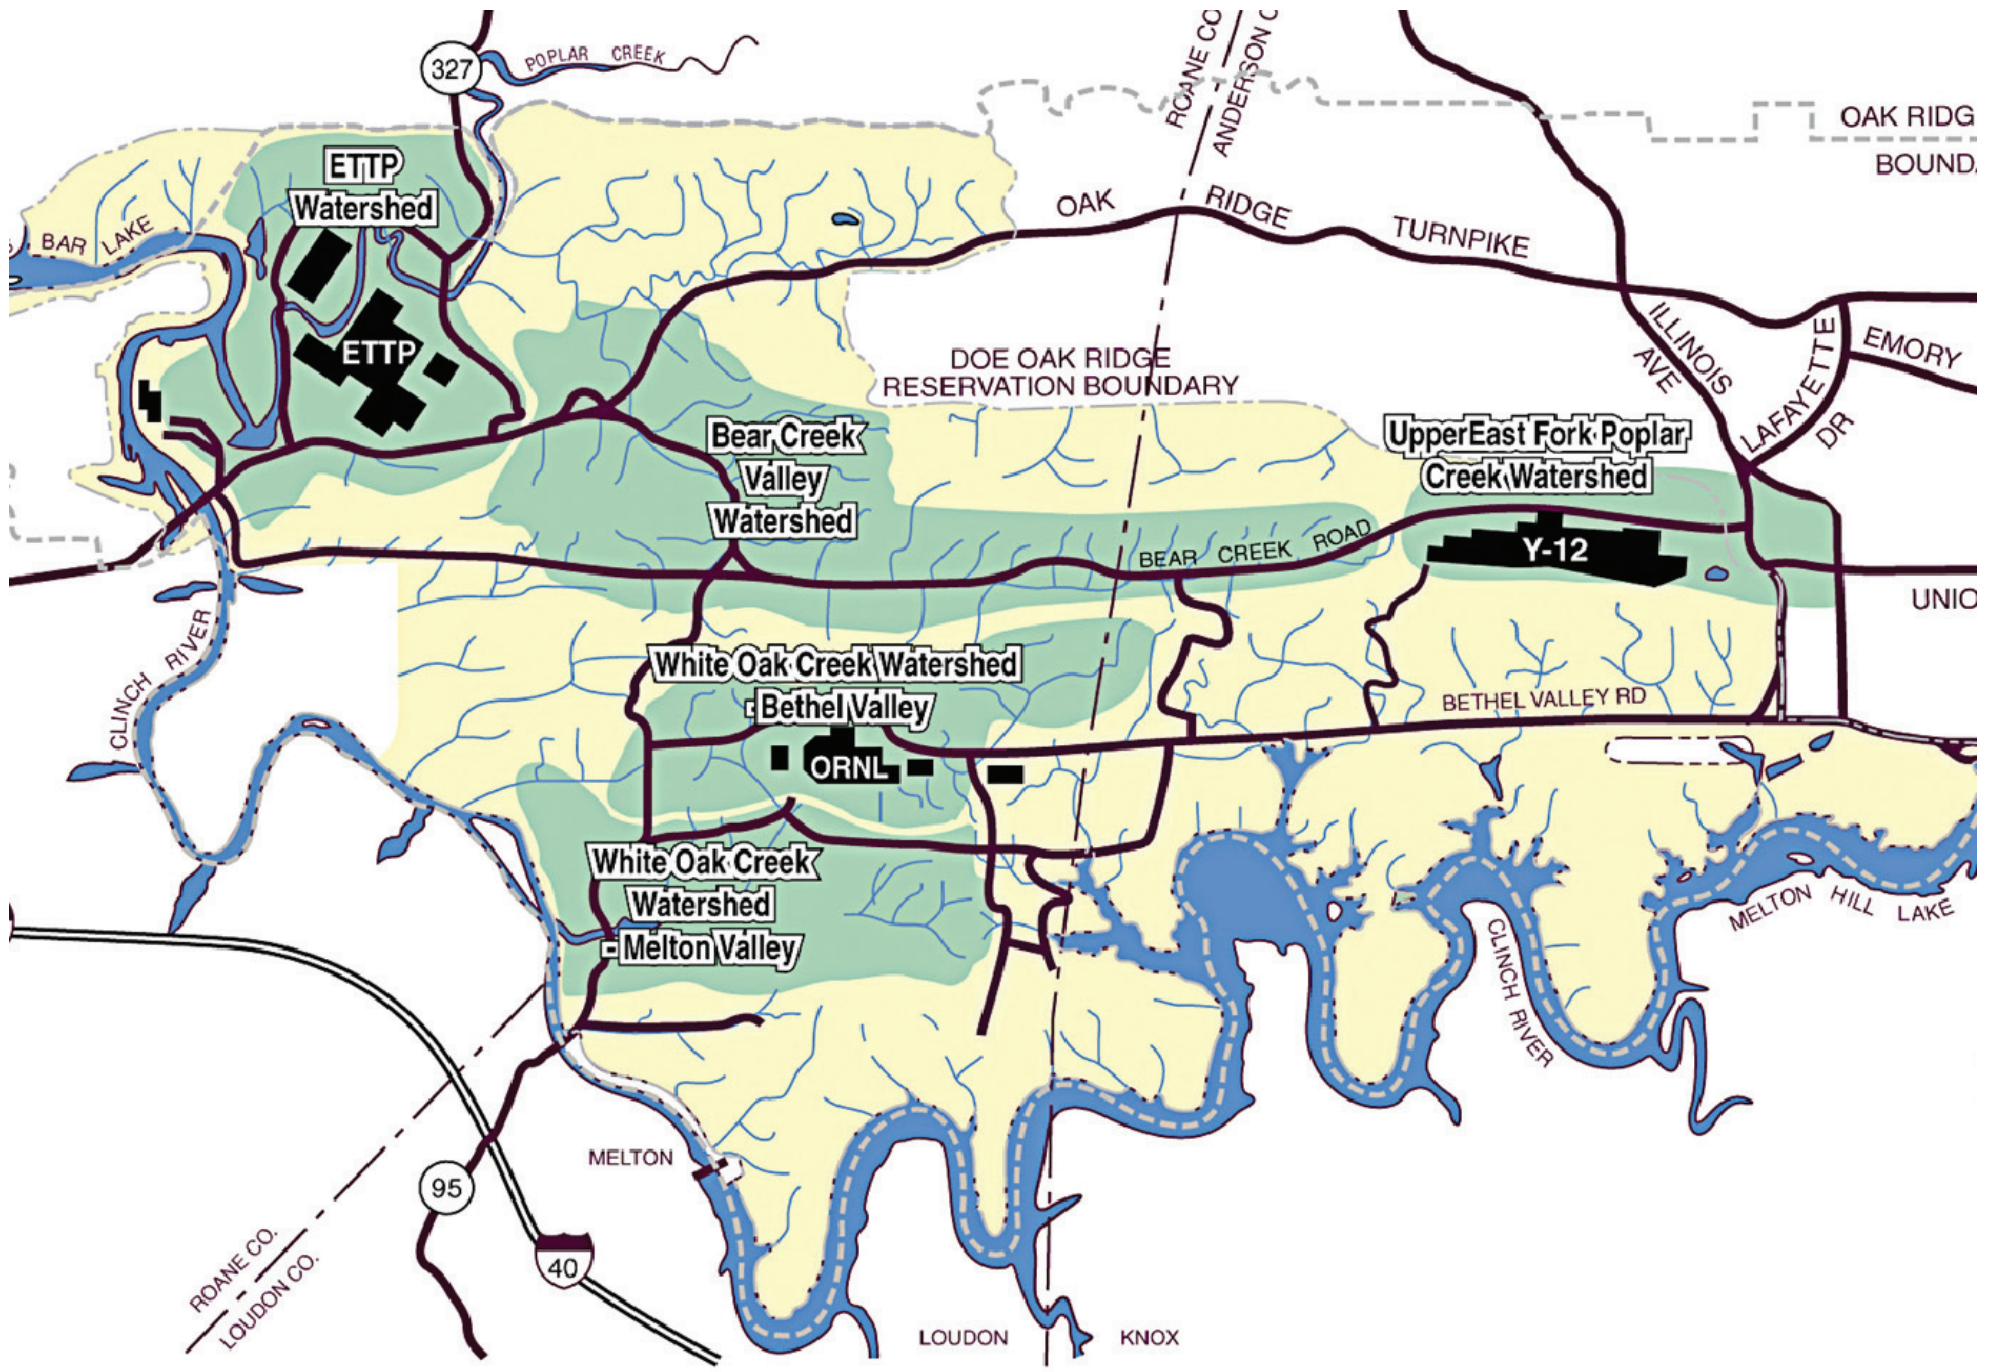 327
POPLAR CREEK
ROANE CO
ANDERSON C
OAK RIDG
BOUNDA
ETTP
Watershed
BAR LAKE
OAK RIDGE TURNPIKE
ETTP
ILLINOIS
AVE
LAFAYETTE
DR
EMORY
DOE OAK RIDGE
RESERVATION BOUNDARY
Bear Creek
Valley
Watershed
UpperEast Fork Poplar
Creek Watershed
BEAR CREEK ROAD
Y-12
UNIO
CLINCH RIVER
White Oak Creek Watershed
- Bethel Valley
BETHEL VALLEY RD
ORNL
White Oak Creek
Watershed
- Melton Valley
MELTON HILL LAKE
CLINCH RIVER
MELTON
95
40
ROANE CO.
LOUDON CO.
LOUDON
KNOX